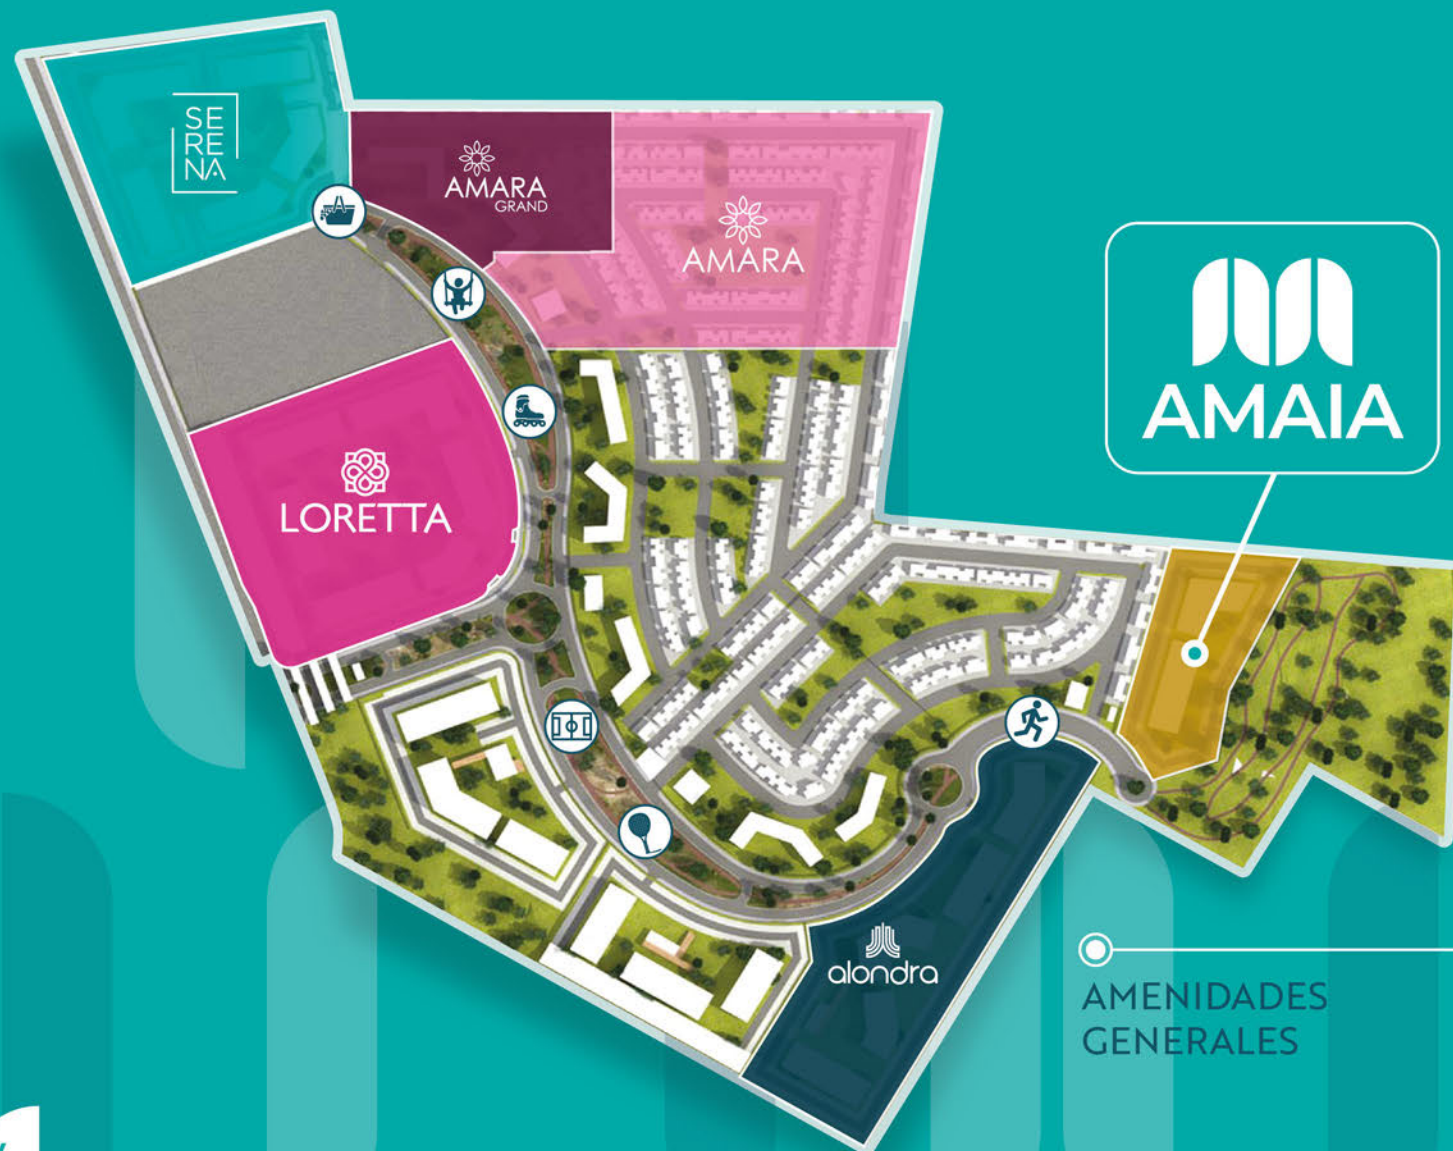 SE
RE
NA
AMARA
GRAND
AMARA
AMAIA
LORETTA
alondra
AMENIDADES
GENERALES